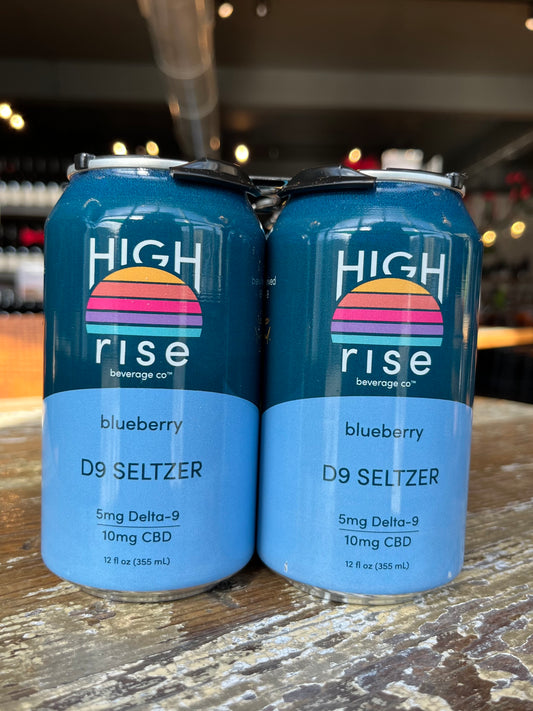 HIGH
rise
beverage co™
blueberry
D9 SELTZER
5mg Delta-9
10mg CBD
12 fl oz (355 mL)
HIGH
rise
beverage co™
blueberry
D9 SELTZER
5mg Delta-9
10mg CBD
12 fl oz (355 mL)